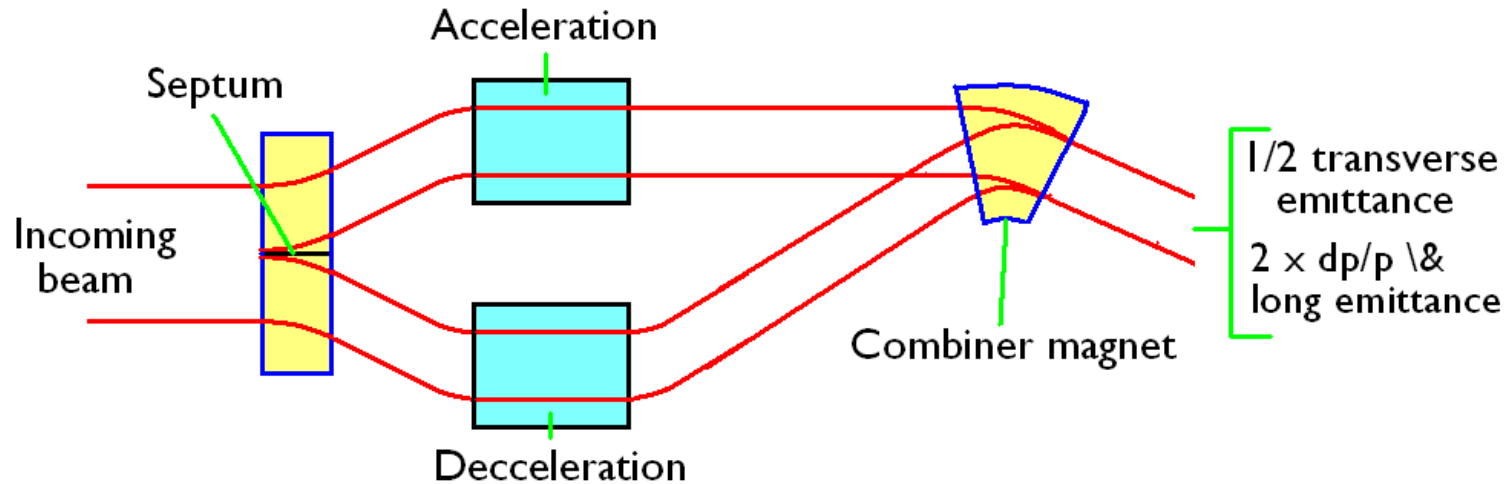 Acceleration
Septum
Incoming
beam
Decceleration
Combiner magnet
1/2 transverse
emittance
2 x dp/p \&
long emittance